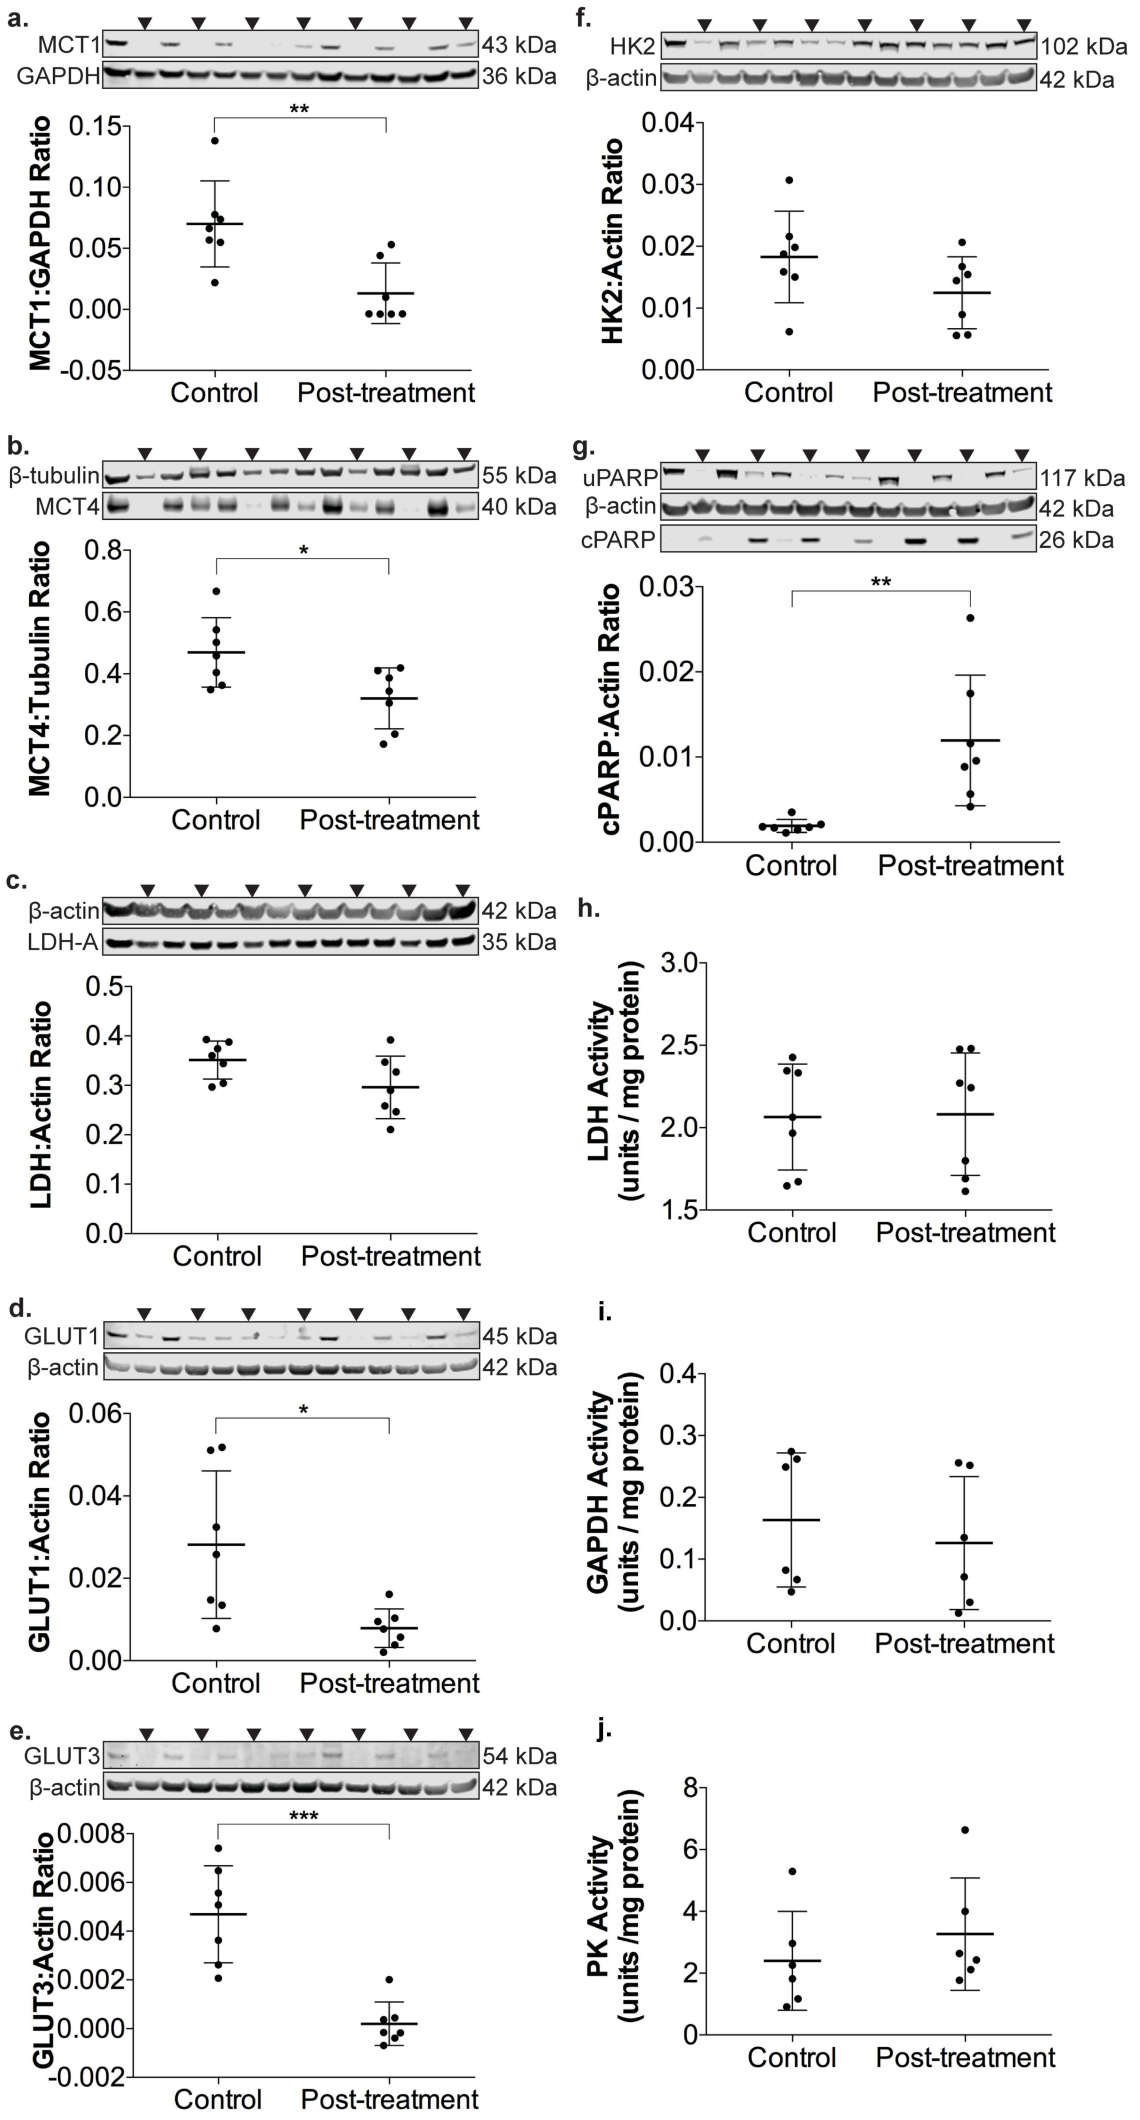 a.
MCT1 43 kDa
GAPDH 36 kDa
**
MCT1:GAPDH Ratio
0.15
0.10
0.05
0.00
-0.05
Control Post-treatment
b.
β-tubulin 55 kDa
MCT4 40 kDa
*
MCT4:Tubulin Ratio
0.8
0.6
0.4
0.2
0.0
Control Post-treatment
c.
β-actin 42 kDa
LDH-A 35 kDa
LDH:Actin Ratio
0.5
0.4
0.3
0.2
0.1
0.0
Control Post-treatment
d.
GLUT1 45 kDa
β-actin 42 kDa
*
GLUT1:Actin Ratio
0.06
0.04
0.02
0.00
Control Post-treatment
e.
GLUT3 54 kDa
β-actin 42 kDa
***
GLUT3:Actin Ratio
0.008
0.006
0.004
0.002
0.000
-0.002
Control Post-treatment
f.
HK2 102 kDa
β-actin 42 kDa
HK2:Actin Ratio
0.04
0.03
0.02
0.01
0.00
Control Post-treatment
g.
uPARP 117 kDa
β-actin 42 kDa
cPARP 26 kDa
**
cPARP:Actin Ratio
0.03
0.02
0.01
0.00
Control Post-treatment
h.
LDH Activity
(units / mg protein)
3.0
2.5
2.0
1.5
Control Post-treatment
i.
GAPDH Activity
(units / mg protein)
0.4
0.3
0.2
0.1
0.0
Control Post-treatment
j.
PK Activity
(units /mg protein)
8
6
4
2
0
Control Post-treatment